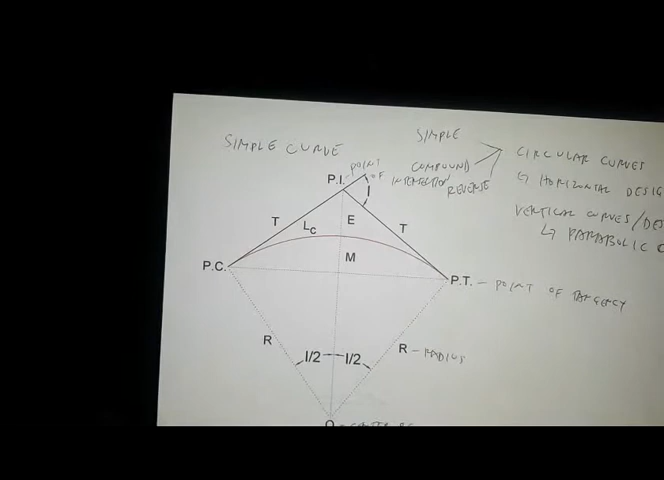 SIMPLE CURVE
SIMPLE
COMPOUND
REVERSE
CIRCULAR CURVES
↳ HORIZONTAL DESIG
VERTICAL CURVES/DES
↳ PARABOLIC C
P.I. - POINT OF INTERSECTION
I
T
Lc
E
T
M
P.C.
P.T. - POINT OF TANGENCY
R
I/2
I/2
R - RADIUS
O